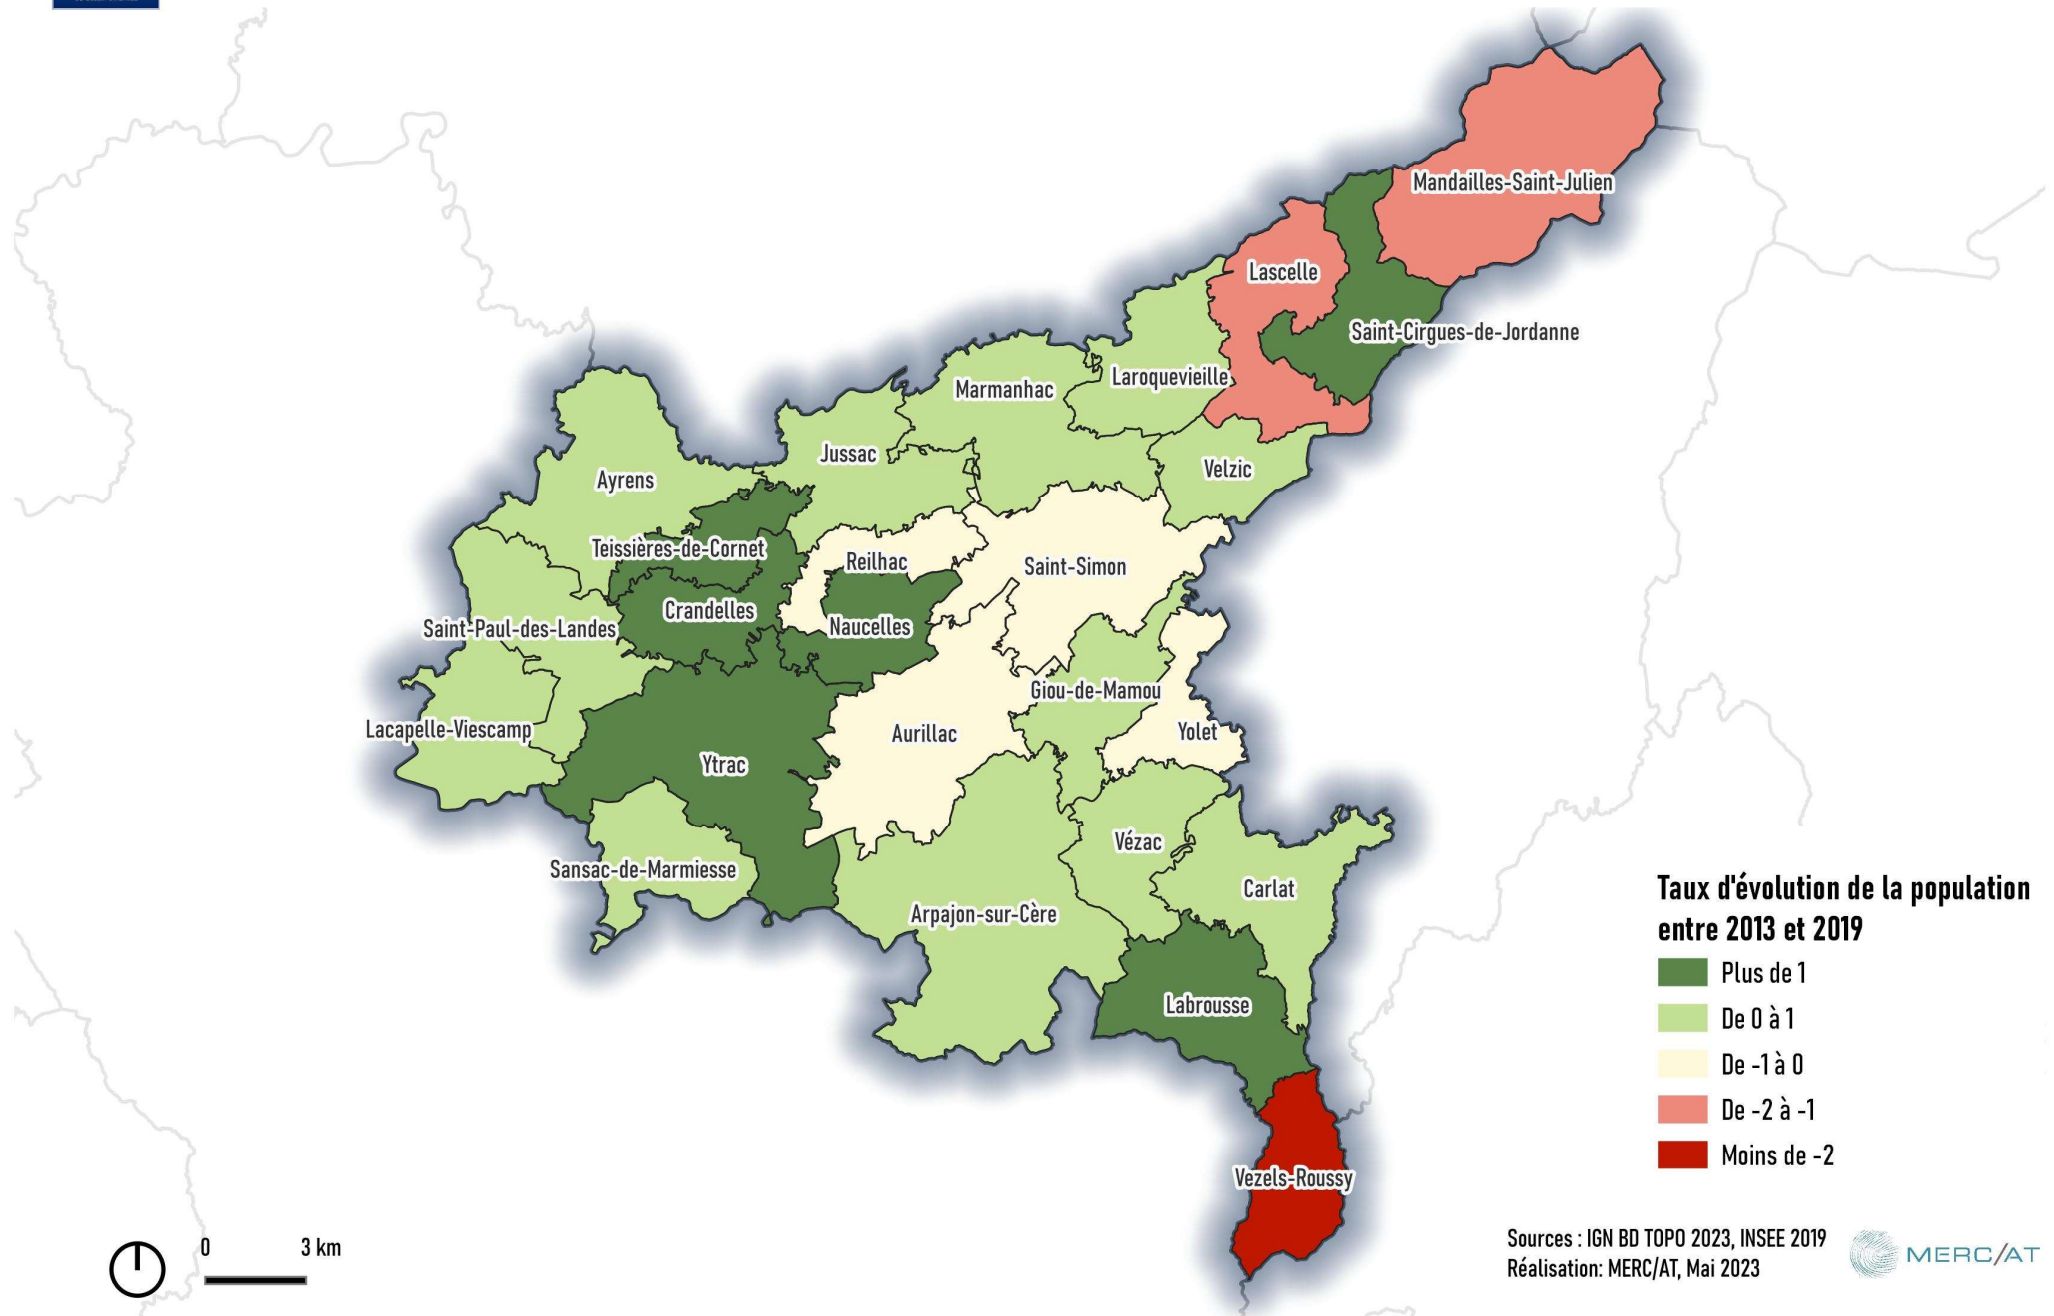 Mandailles-Saint-Julien
Lascelle
Saint-Cirgues-de-Jordanne
Laroquevieille
Marmanhac
Jussac
Velzic
Ayrens
Teissières-de-Cornet
Reilhac
Saint-Simon
Crandelles
Naucelles
Saint-Paul-des-Landes
Giou-de-Mamou
Lacapelle-Viescamp
Aurillac
Yolet
Ytrac
Vézac
Sansac-de-Marmiesse
Carlat
Arpajon-sur-Cère
Labrousse
Vezels-Roussy
Taux d'évolution de la population
entre 2013 et 2019
Plus de 1
De 0 à 1
De -1 à 0
De -2 à -1
Moins de -2
0 3 km
Sources : IGN BD TOPO 2023, INSEE 2019
Réalisation: MERC/AT, Mai 2023
MERC/AT